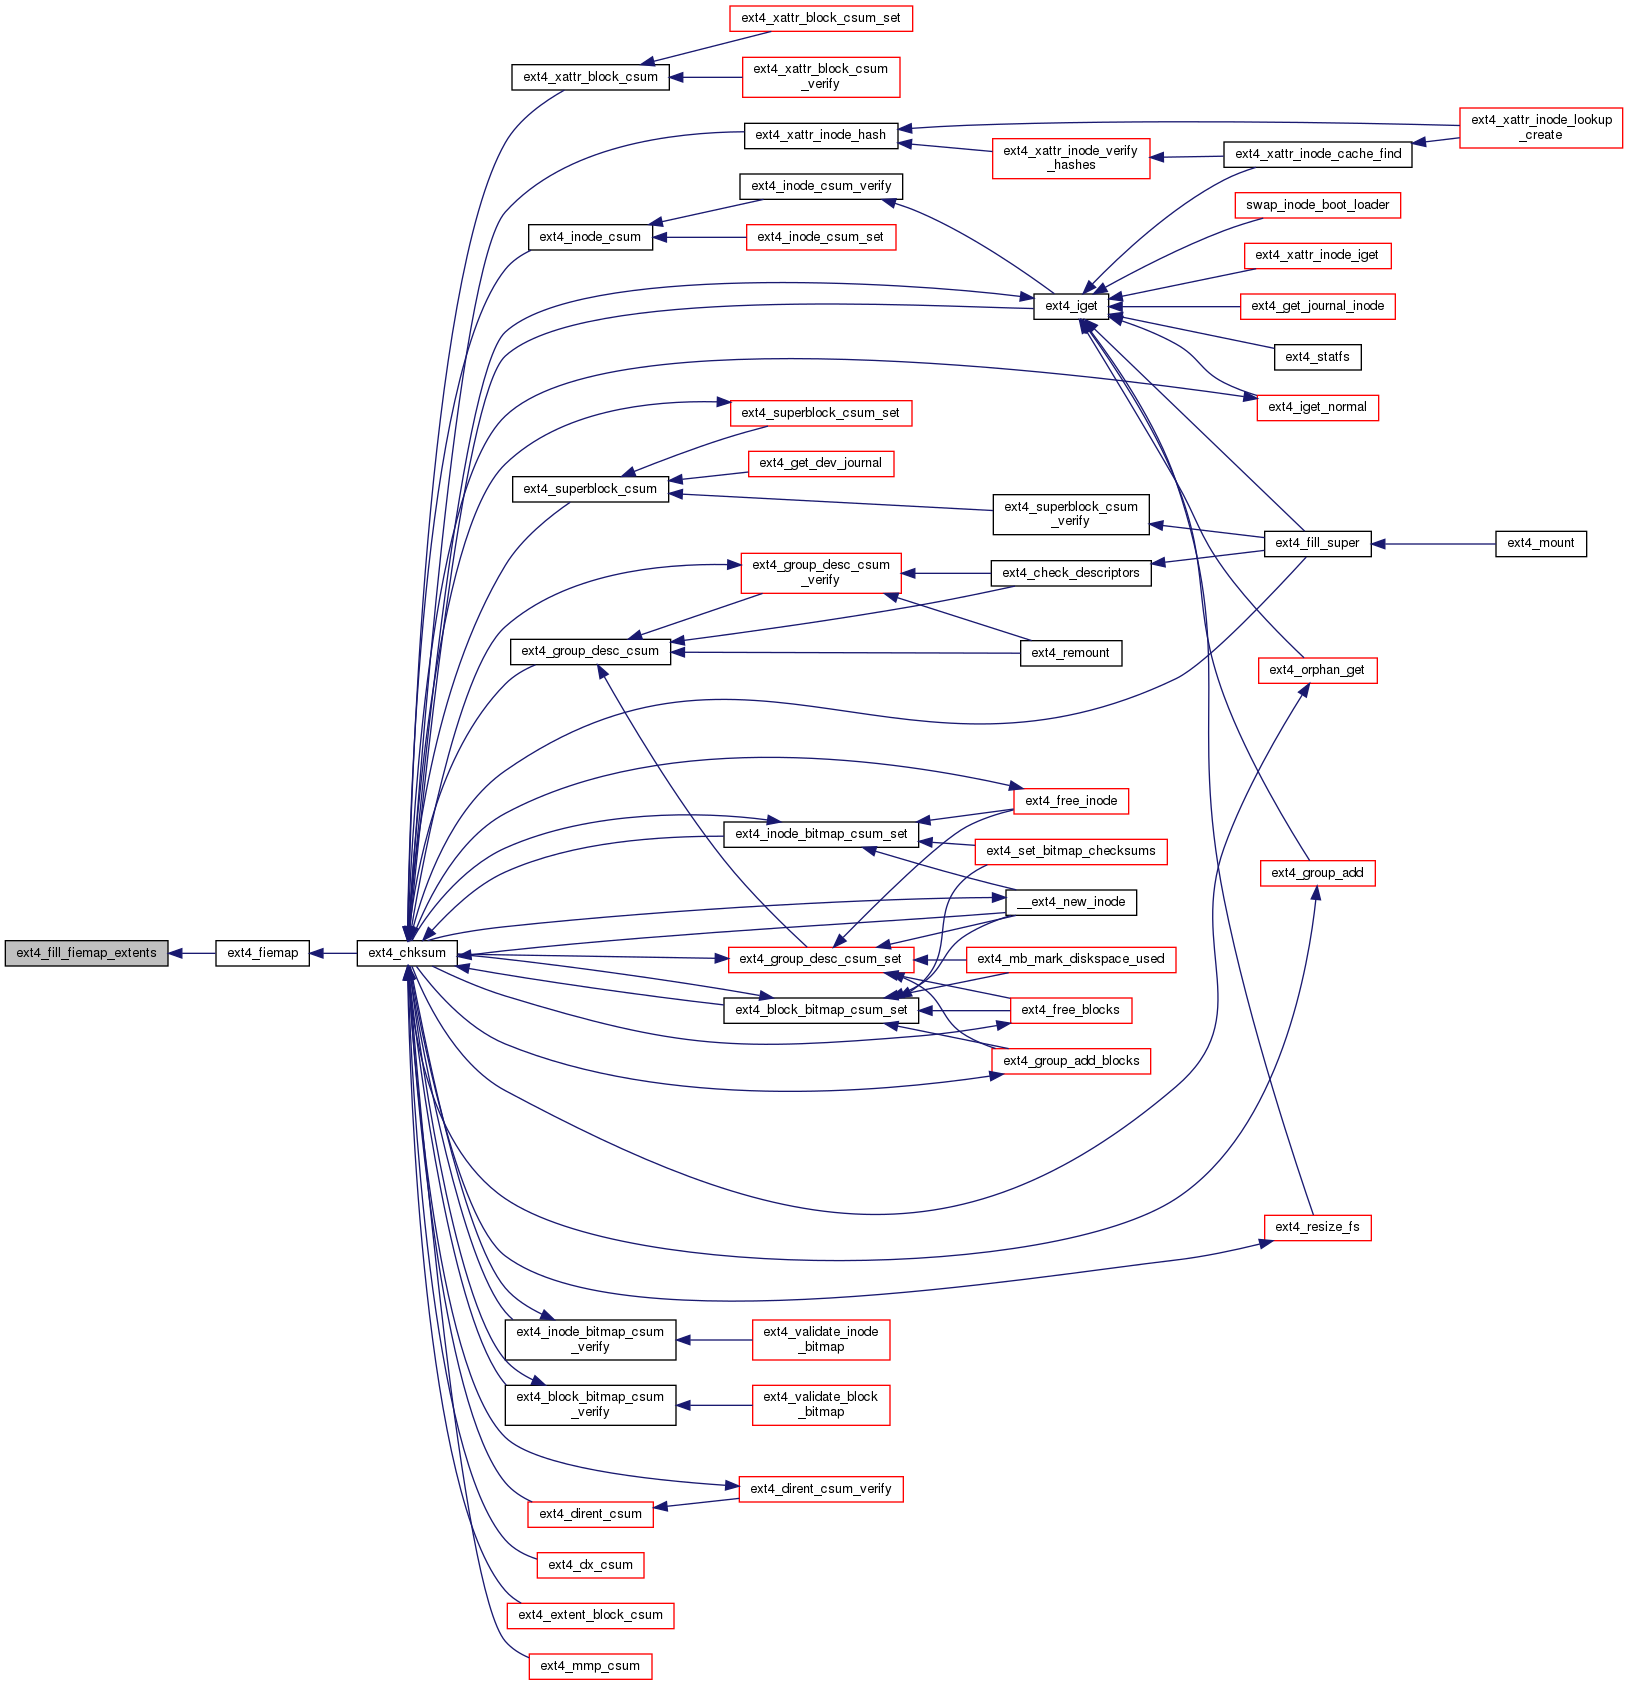 ext4_xattr_block_csum_set
ext4_xattr_block_csum
ext4_xattr_block_csum
_verify
ext4_xattr_inode_hash
ext4_xattr_inode_lookup
_create
ext4_xattr_inode_verify
_hashes
ext4_xattr_inode_cache_find
ext4_inode_csum_verify
swap_inode_boot_loader
ext4_inode_csum
ext4_inode_csum_set
ext4_xattr_inode_iget
ext4_iget
ext4_get_journal_inode
ext4_statfs
ext4_iget_normal
ext4_superblock_csum_set
ext4_get_dev_journal
ext4_superblock_csum
ext4_superblock_csum
_verify
ext4_fill_super
ext4_mount
ext4_group_desc_csum
_verify
ext4_check_descriptors
ext4_group_desc_csum
ext4_remount
ext4_orphan_get
ext4_free_inode
ext4_inode_bitmap_csum_set
ext4_set_bitmap_checksums
ext4_group_add
__ext4_new_inode
ext4_fill_fiemap_extents
ext4_fiemap
ext4_chksum
ext4_group_desc_csum_set
ext4_mb_mark_diskspace_used
ext4_block_bitmap_csum_set
ext4_free_blocks
ext4_group_add_blocks
ext4_resize_fs
ext4_inode_bitmap_csum
_verify
ext4_validate_inode
_bitmap
ext4_block_bitmap_csum
_verify
ext4_validate_block
_bitmap
ext4_dirent_csum_verify
ext4_dirent_csum
ext4_dx_csum
ext4_extent_block_csum
ext4_mmp_csum